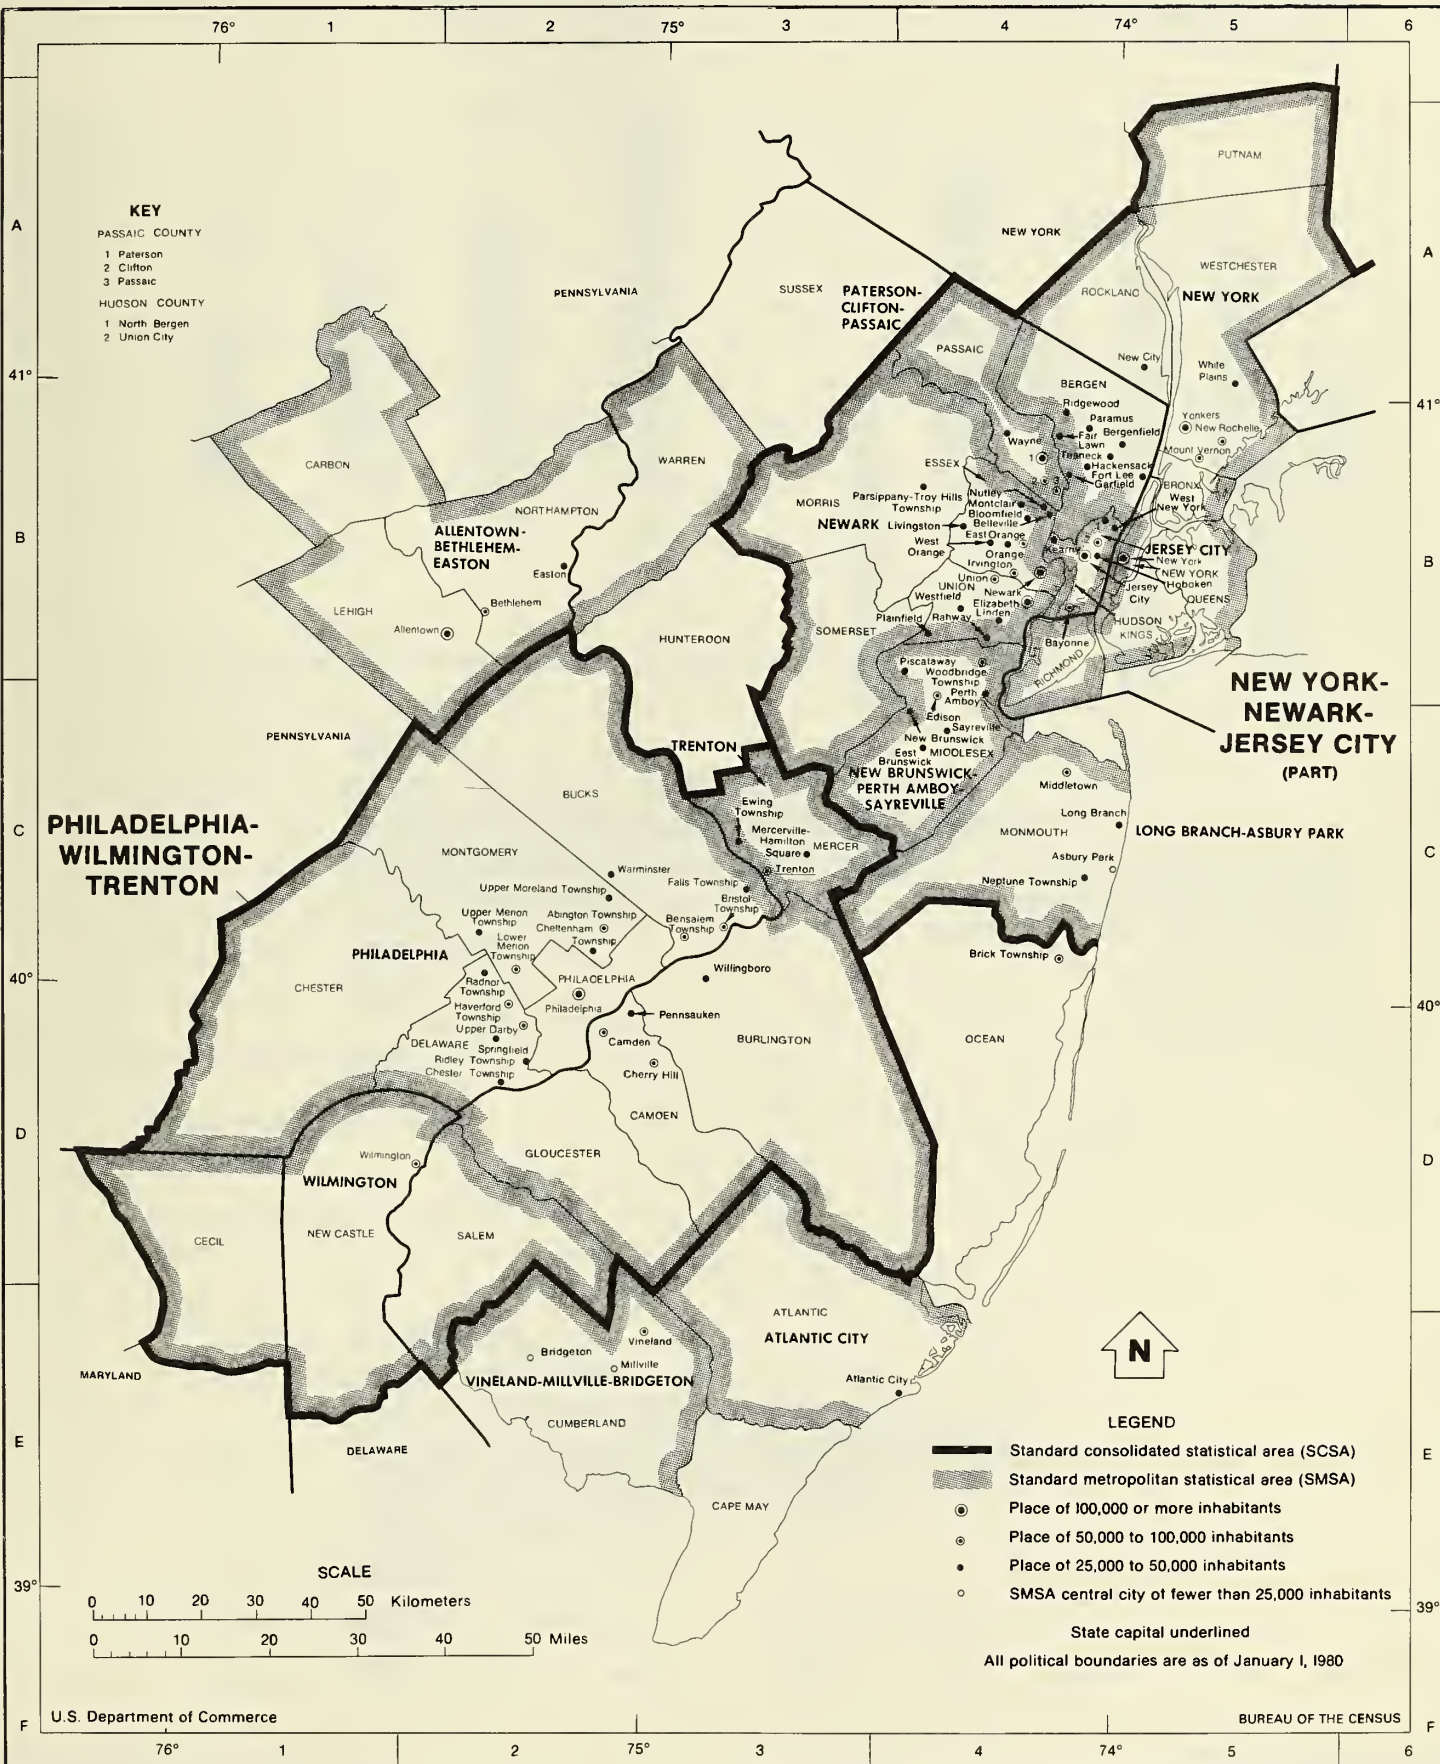 76°
1
2
75°
3
4
74°
5
6
KEY
PASSAIC COUNTY
1 Paterson
2 Clifton
3 Passaic
HUDSON COUNTY
1 North Bergen
2 Union City
A
A
PUTNAM
NEW YORK
WESTCHESTER
ROCKLAND
NEW YORK
PENNSYLVANIA
SUSSEX
PATERSON-
CLIFTON-
PASSAIC
PASSAIC
New City
White
Plains
41°
41°
BERGEN
Ridgewood
Paramus
Fair
Lawn
Bergenfield
Yonkers
New Rochelle
Mount Vernon
Wayne
1
Teaneck
Hackensack
Fort Lee
Garfield
2
3
CARBON
WARREN
ESSEX
BRONX
MORRIS
Parsippany-Troy Hills
Township
Nutley
Montclair
Bloomfield
Belleville
West
New York
NEWARK
Livingston
NORTHAMPTON
ALLENTOWN-
BETHLEHEM-
EASTON
B
B
West
Orange
East Orange
Orange
Irvington
Kearny
JERSEY CITY
New York
NEW YORK
Hoboken
Easton
Union
UNION
Newark
Jersey
City
QUEENS
Westfield
Elizabeth
Linden
LEHIGH
Bethlehem
Allentown
Plainfield
Rahway
HUDSON
KINGS
HUNTERDON
SOMERSET
Bayonne
RICHMOND
Piscataway
Woodbridge
Township
Perth
Amboy
Edison
Sayreville
New Brunswick
East
Brunswick
MIDDLESEX
NEW YORK-
NEWARK-
JERSEY CITY
(PART)
PENNSYLVANIA
TRENTON
NEW BRUNSWICK-
PERTH AMBOY-
SAYREVILLE
Middletown
BUCKS
Ewing
Township
Long Branch
MONMOUTH
LONG BRANCH-ASBURY PARK
C
C
PHILADELPHIA-
WILMINGTON-
TRENTON
Mercerville-
Hamilton
Square
MERCER
MONTGOMERY
Asbury Park
Trenton
Warminster
Neptune Township
Falls Township
Upper Moreland Township
Bristol
Township
Upper Merion
Township
Abington Township
Cheltenham
Township
Bensalem
Township
Lower
Merion
Township
PHILADELPHIA
Brick Township
Willingboro
40°
40°
CHESTER
Radnor
Township
PHILADELPHIA
Philadelphia
Haverford
Township
Pennsauken
Upper Darby
DELAWARE
Springfield
Camden
BURLINGTON
OCEAN
Ridley Township
Chester Township
Cherry Hill
CAMDEN
D
D
Wilmington
GLOUCESTER
WILMINGTON
CECIL
NEW CASTLE
SALEM
ATLANTIC
ATLANTIC CITY
Vineland
Bridgeton
Millville
MARYLAND
VINELAND-MILLVILLE-BRIDGETON
Atlantic City
N
CUMBERLAND
LEGEND
E
E
DELAWARE
Standard consolidated statistical area (SCSA)
Standard metropolitan statistical area (SMSA)
CAPE MAY
Place of 100,000 or more inhabitants
Place of 50,000 to 100,000 inhabitants
Place of 25,000 to 50,000 inhabitants
SMSA central city of fewer than 25,000 inhabitants
39°
39°
SCALE
0 10 20 30 40 50 Kilometers
0 10 20 30 40 50 Miles
State capital underlined
All political boundaries are as of January 1, 1980
F
F
U.S. Department of Commerce
BUREAU OF THE CENSUS
76°
1
2
75°
3
4
74°
5
6